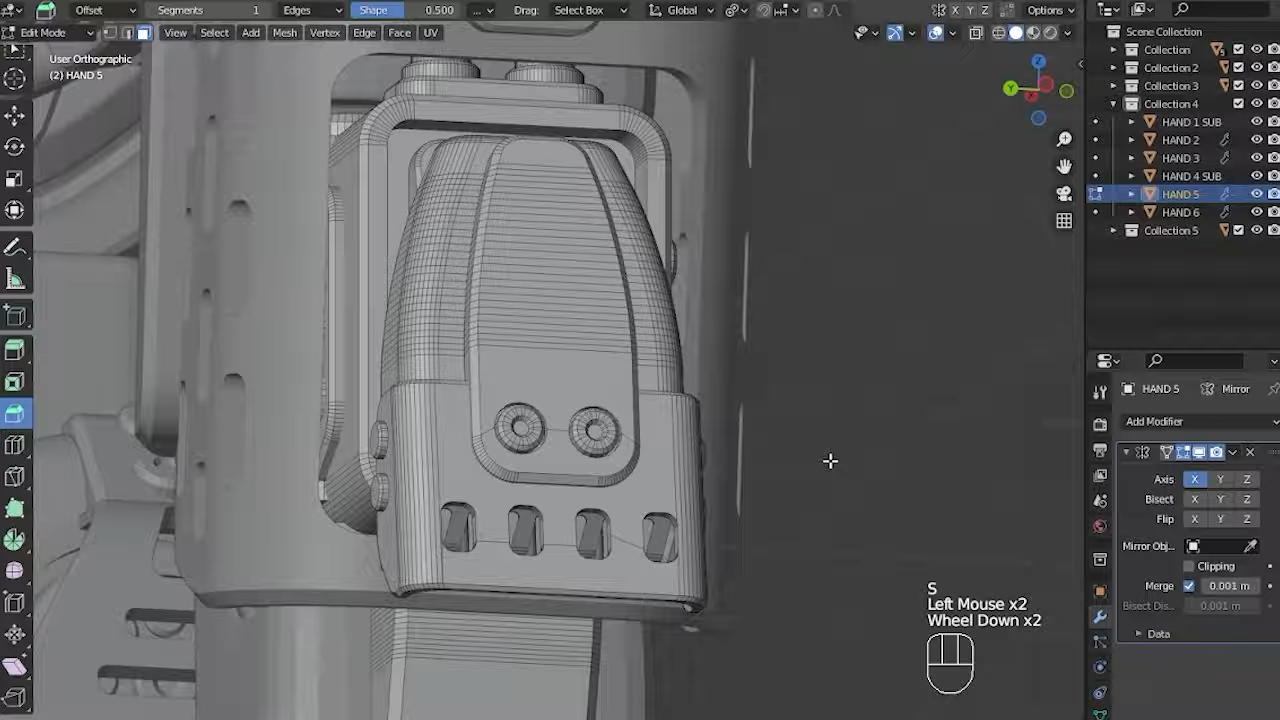 Offset Segments 1 Edges Shape 0.500 ... Drag: Select Box Global X Y Z Options
Edit Mode View Select Add Mesh Vertex Edge Face UV
User Orthographic
(2) HAND 5
Z
Y
X
S
Left Mouse x2
Wheel Down x2
Scene Collection
Collection
Collection 2
Collection 3
Collection 4
HAND 1 SUB
HAND 2
HAND 3
HAND 4 SUB
HAND 5
HAND 6
Collection 5
HAND 5 Mirror
Add Modifier
Axis X Y Z
Bisect X Y Z
Flip X Y Z
Mirror Obj..
Clipping
Merge 0.001 m
Bisect Dis... 0.001 m
Data